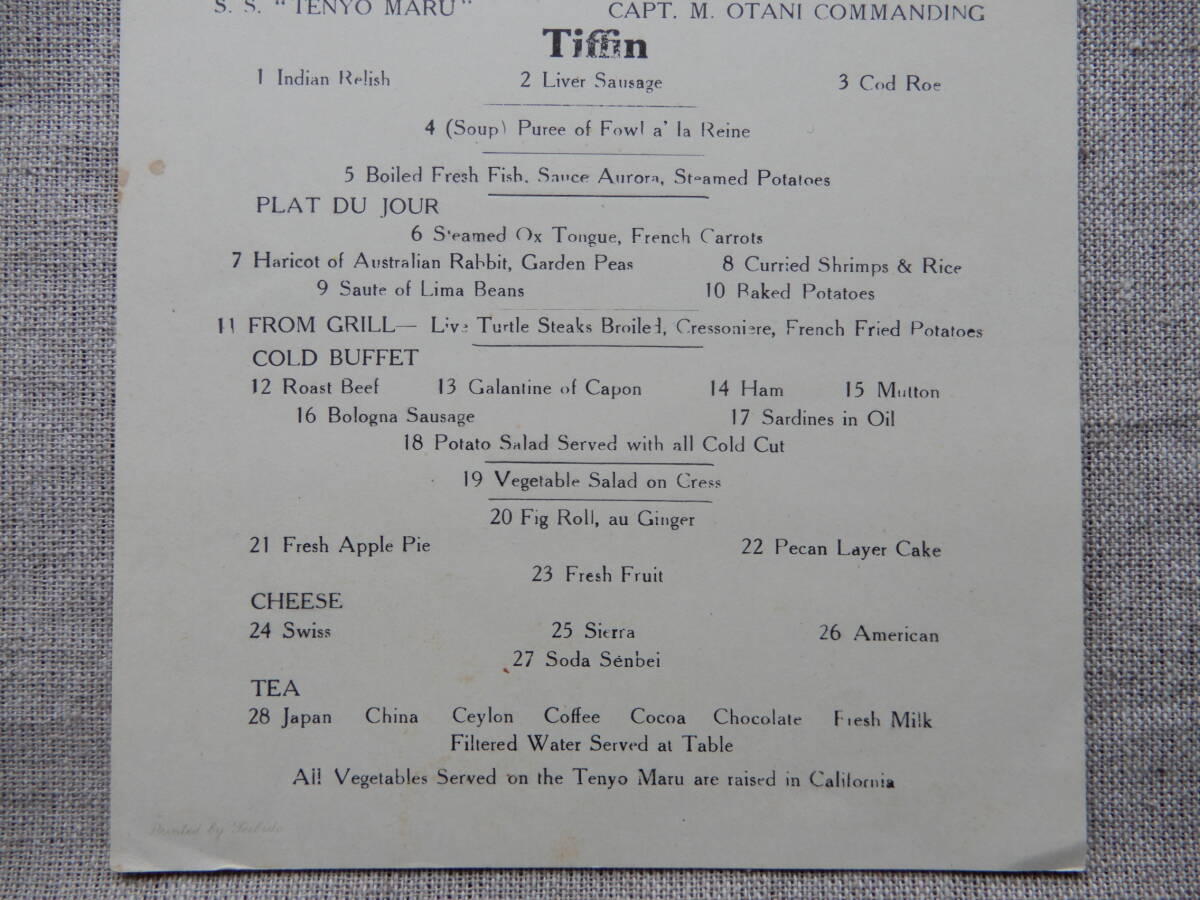 S. S. "TENYO MARU" CAPT. M. OTANI COMMANDING
Tiffin
1 Indian Relish 2 Liver Sausage 3 Cod Roe
4 (Soup) Puree of Fowl a' la Reine
5 Boiled Fresh Fish, Sauce Aurora, Steamed Potatoes
PLAT DU JOUR
6 Steamed Ox Tongue, French Carrots
7 Haricot of Australian Rabbit, Garden Peas 8 Curried Shrimps & Rice
9 Saute of Lima Beans 10 Baked Potatoes
11 FROM GRILL— Live Turtle Steaks Broiled, Cressoniere, French Fried Potatoes
COLD BUFFET
12 Roast Beef 13 Galantine of Capon 14 Ham 15 Mutton
16 Bologna Sausage 17 Sardines in Oil
18 Potato Salad Served with all Cold Cut
19 Vegetable Salad on Cress
20 Fig Roll, au Ginger
21 Fresh Apple Pie 22 Pecan Layer Cake
23 Fresh Fruit
CHEESE
24 Swiss 25 Sierra 26 American
27 Soda Sénbei
TEA
28 Japan China Ceylon Coffee Cocoa Chocolate Fresh Milk
Filtered Water Served at Table
All Vegetables Served on the Tenyo Maru are raised in California
Printed by